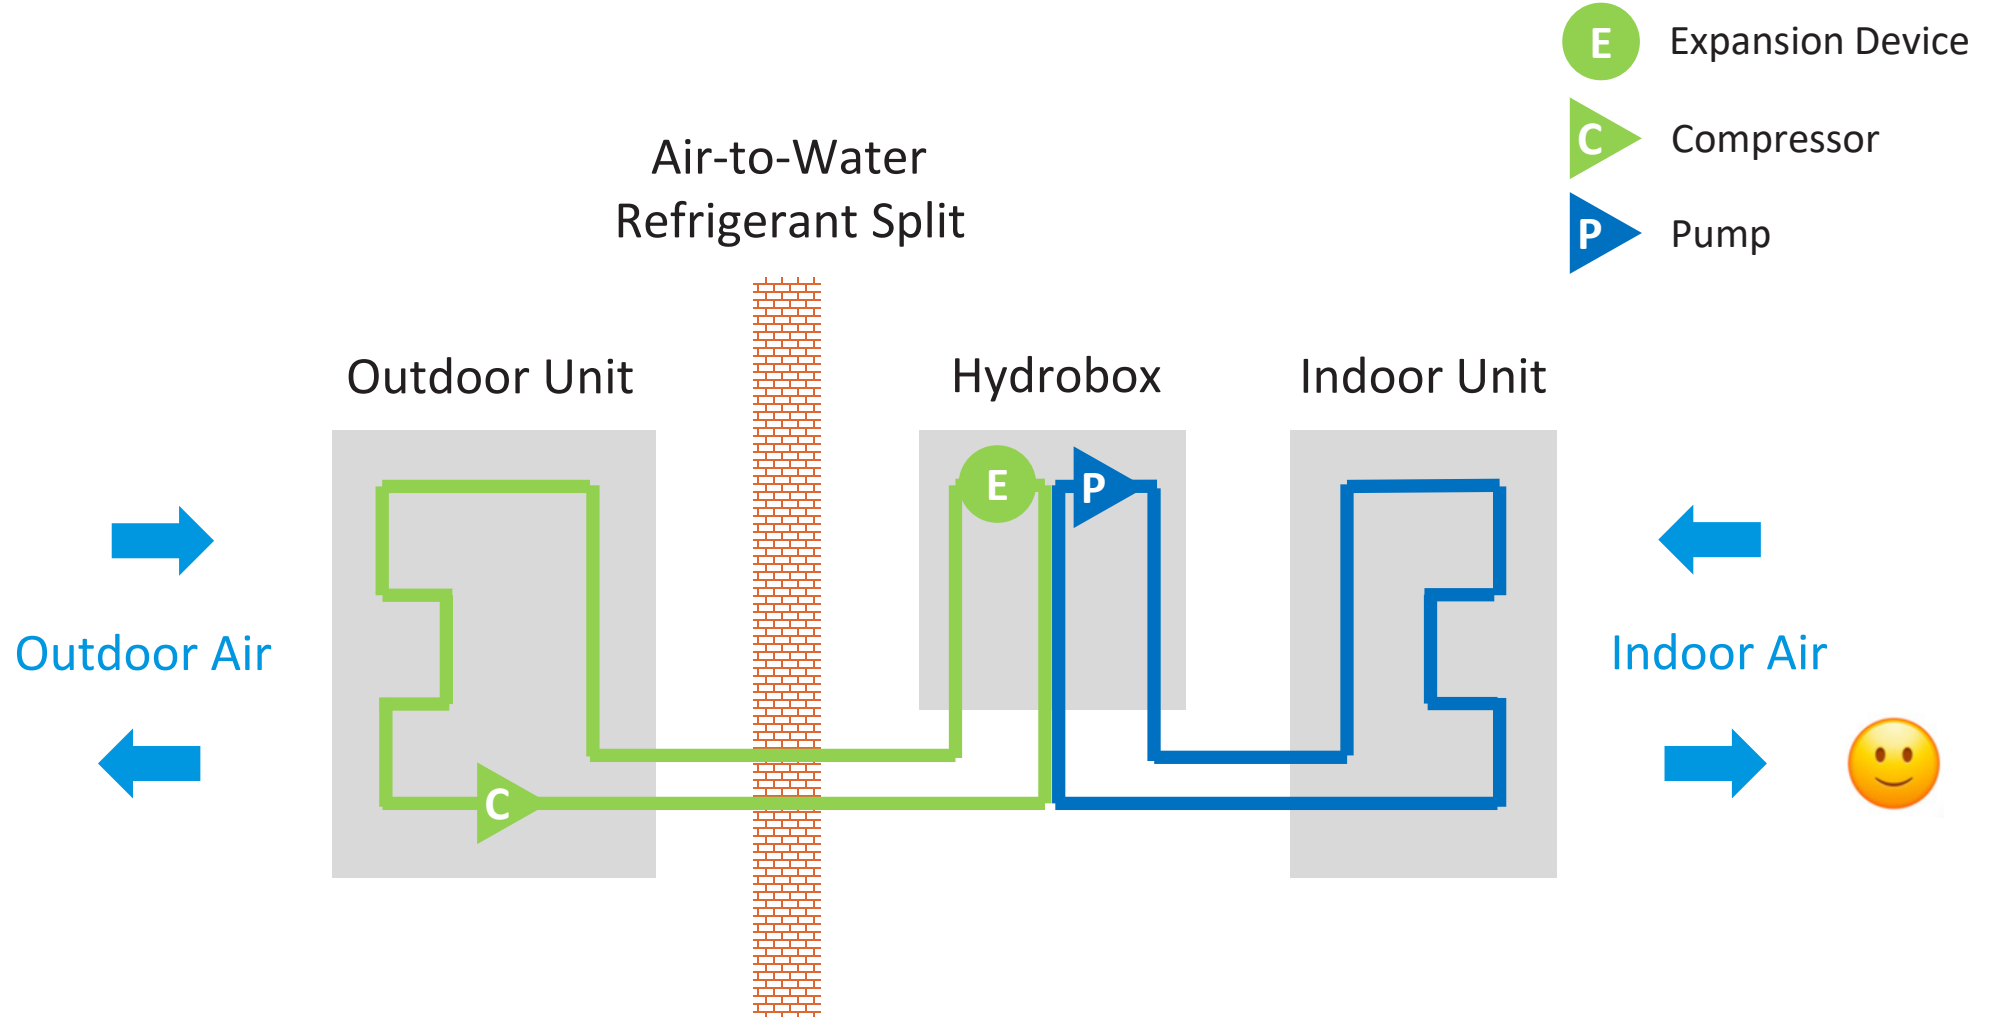 E Expansion Device
C Compressor
P Pump
Air-to-Water
Refrigerant Split
Outdoor Unit
Hydrobox
Indoor Unit
E
P
Outdoor Air
Indoor Air
C